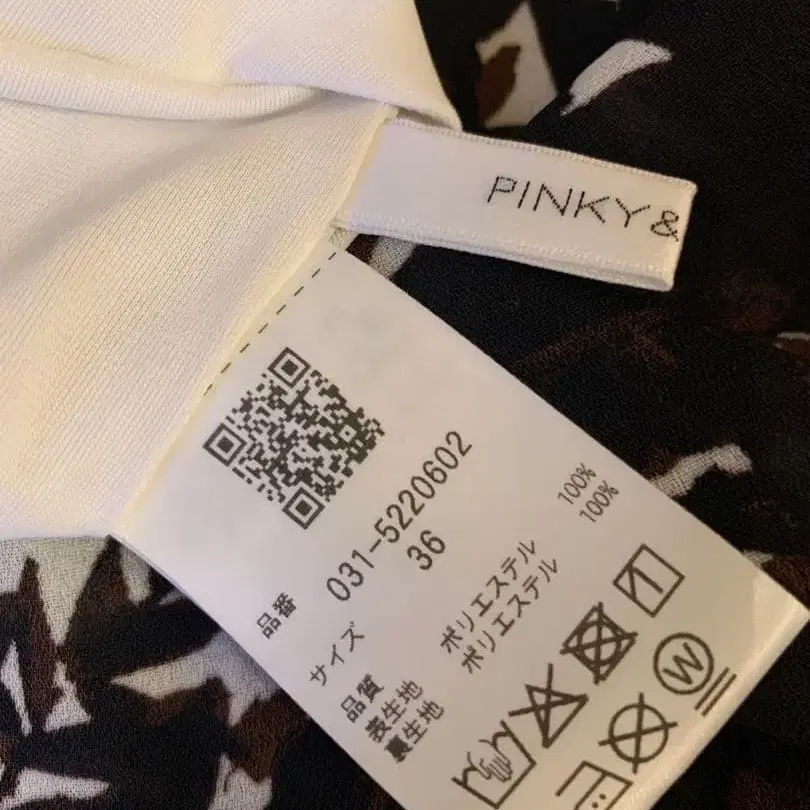 PINKY&
品番 031-5220602
サイズ 36
品質
表生地 ポリエステル 100%
裏生地 ポリエステル 100%
W